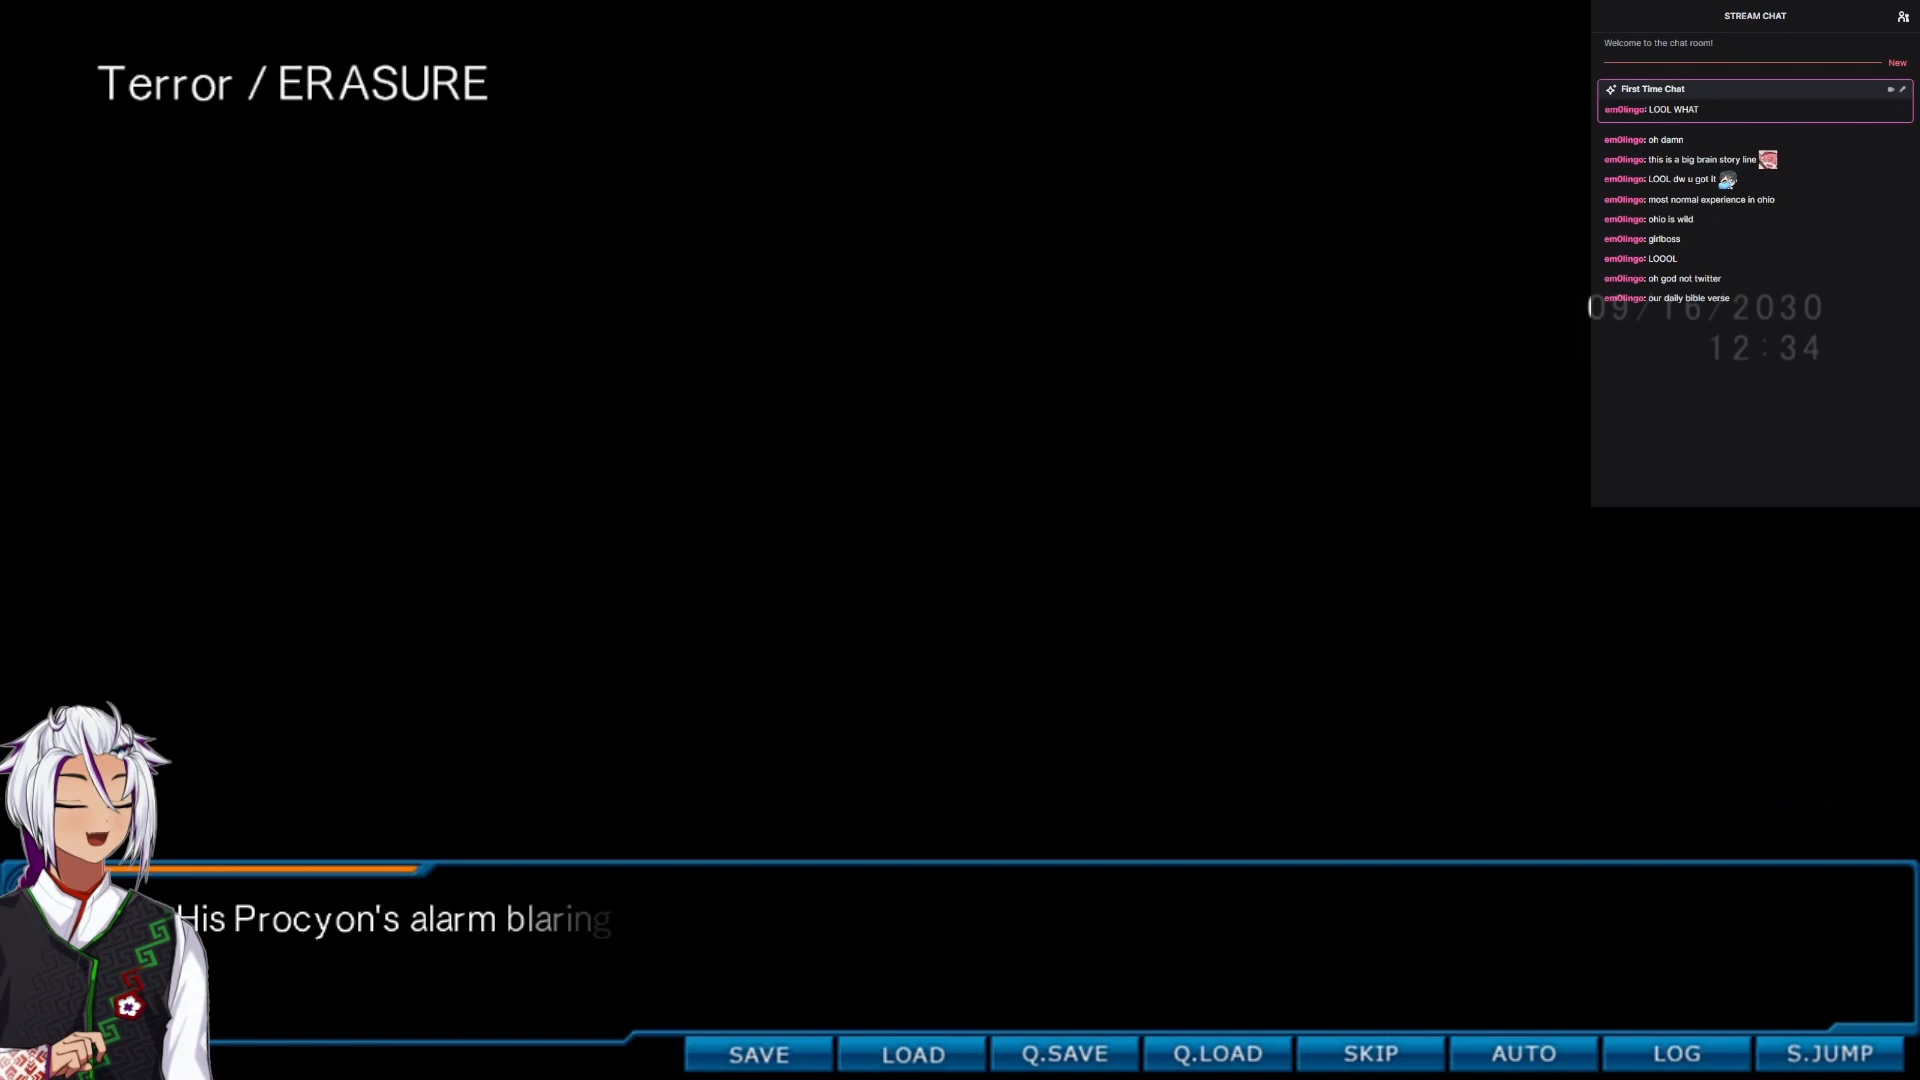 Terror / ERASURE
STREAM CHAT
Welcome to the chat room!
New
First Time Chat
em0lingo: LOOL WHAT
em0lingo: oh damn
em0lingo: this is a big brain story line
em0lingo: LOOL dw u got it
em0lingo: most normal experience in ohio
em0lingo: ohio is wild
em0lingo: girlboss
em0lingo: LOOOL
em0lingo: oh god not twitter
em0lingo: our daily bible verse
09/16/2030
12:34
His Procyon's alarm blaring
SAVE
LOAD
Q.SAVE
Q.LOAD
SKIP
AUTO
LOG
S.JUMP